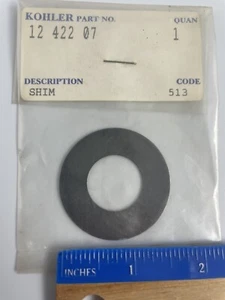 KOHLER PART NO. QUAN
12 422 07 1
DESCRIPTION CODE
SHIM 513
INCHES 1 2